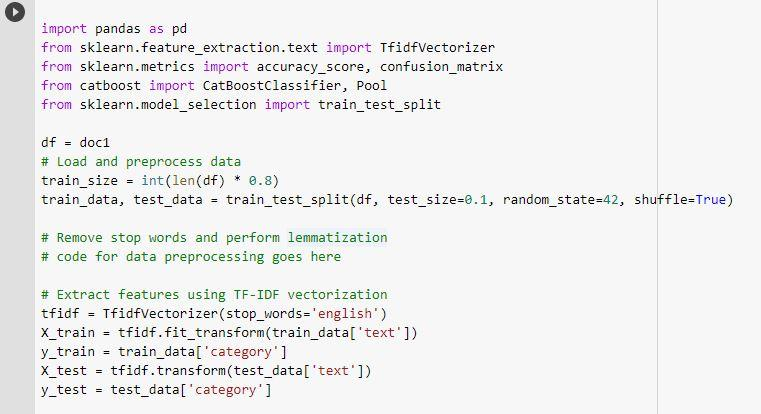 import pandas as pd
from sklearn.feature_extraction.text import TfidfVectorizer
from sklearn.metrics import accuracy_score, confusion_matrix
from catboost import CatBoostClassifier, Pool
from sklearn.model_selection import train_test_split
df = doc1
# Load and preprocess data
train_size = int(len(df) * 0.8)
train_data, test_data = train_test_split(df, test_size=0.1, random_state=42, shuffle=True)
# Remove stop words and perform lemmatization
# code for data preprocessing goes here
# Extract features using TF-IDF vectorization
tfidf = TfidfVectorizer(stop_words='english')
X_train = tfidf.fit_transform(train_data['text'])
y_train = train_data['category']
X_test = tfidf.transform(test_data['text'])
y_test = test_data['category']